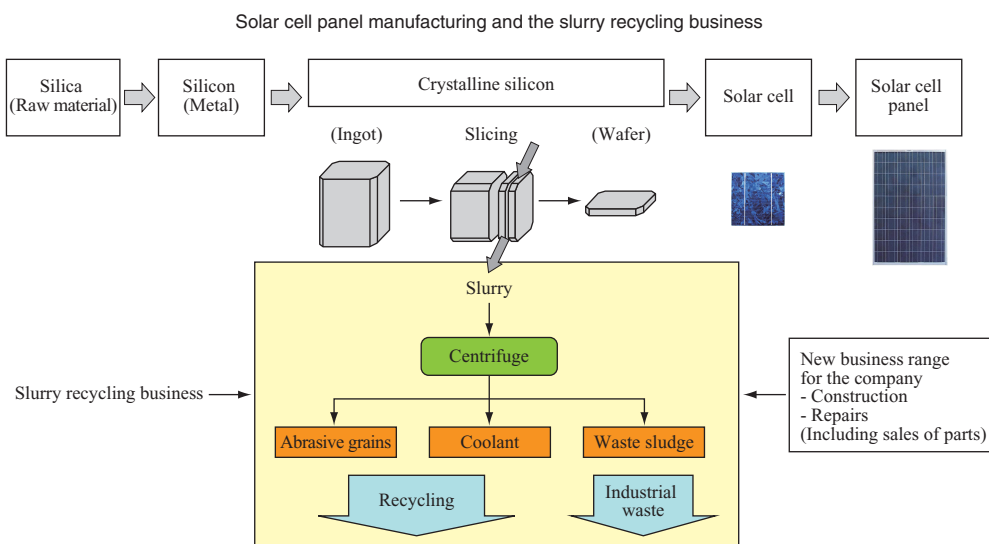 Solar cell panel manufacturing and the slurry recycling business
Silica
(Raw material)
Silicon
(Metal)
Crystalline silicon
Solar cell
Solar cell
panel
(Ingot)
Slicing
(Wafer)
Slurry
Centrifuge
Slurry recycling business
New business range
for the company
- Construction
- Repairs
(Including sales of parts)
Abrasive grains
Coolant
Waste sludge
Recycling
Industrial
waste